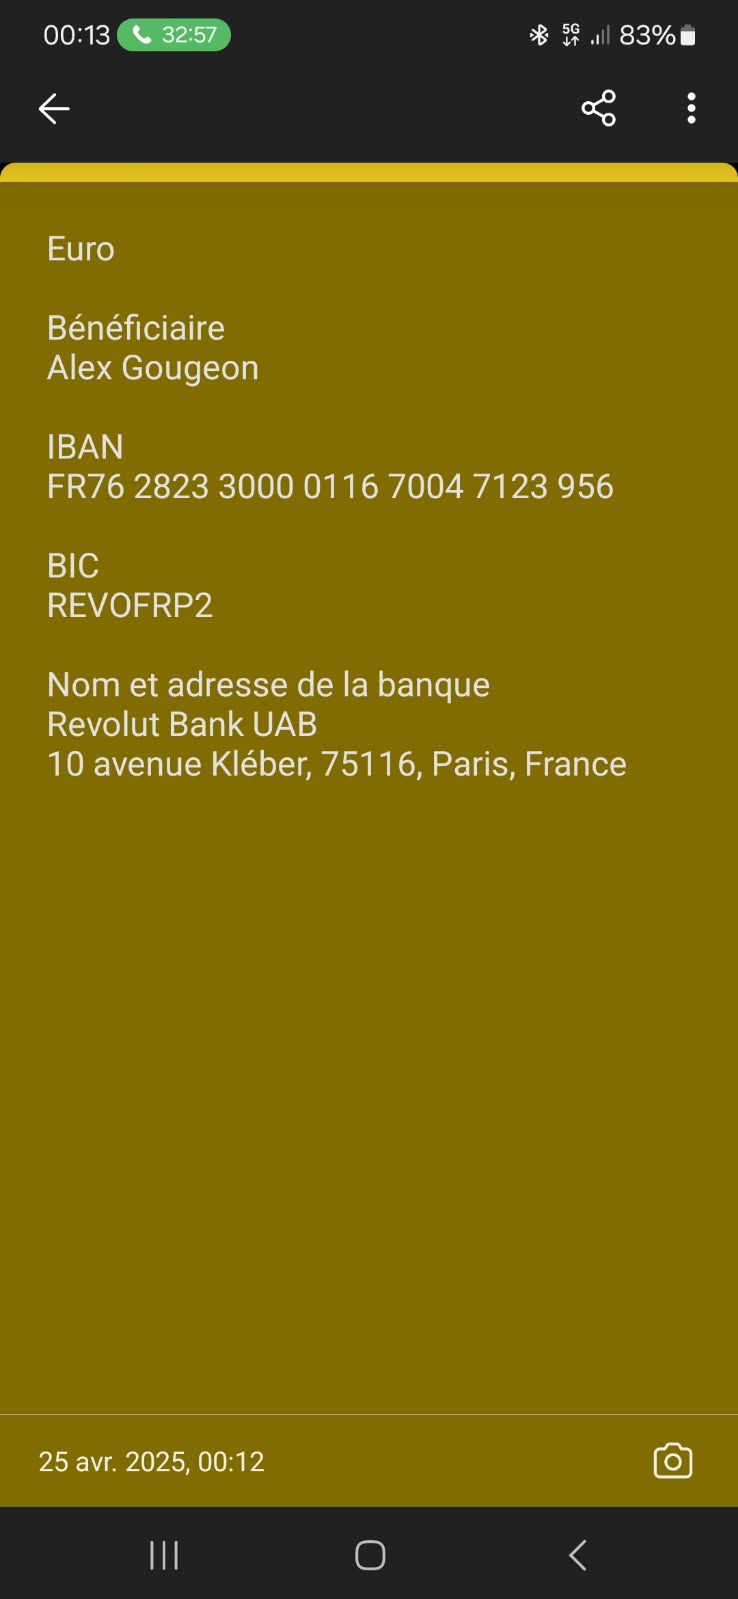 00:13 32:57 5G 83%
Euro
Bénéficiaire
Alex Gougeon
IBAN
FR76 2823 3000 0116 7004 7123 956
BIC
REVOFRP2
Nom et adresse de la banque
Revolut Bank UAB
10 avenue Kléber, 75116, Paris, France
25 avr. 2025, 00:12